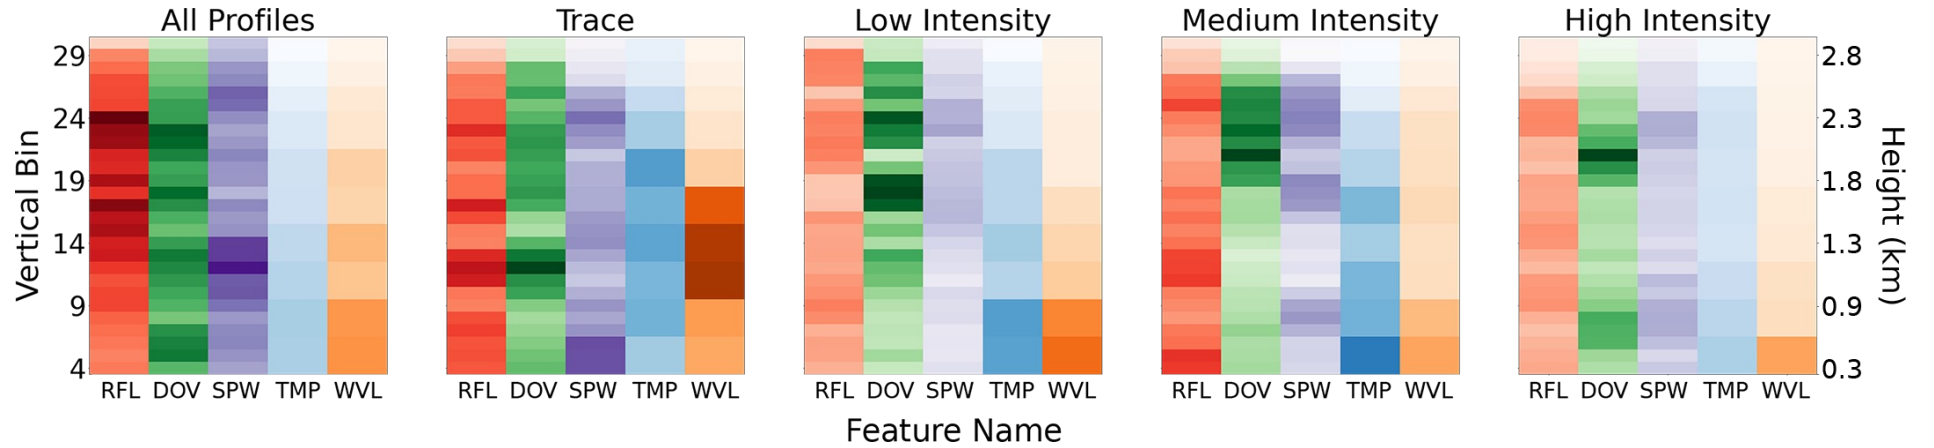 All Profiles Trace Low Intensity Medium Intensity High Intensity
29 2.8
24 2.3
19 1.8
14 1.3
9 0.9
4 0.3
Vertical Bin
Height (km)
RFL DOV SPW TMP WVL RFL DOV SPW TMP WVL RFL DOV SPW TMP WVL RFL DOV SPW TMP WVL RFL DOV SPW TMP WVL
Feature Name